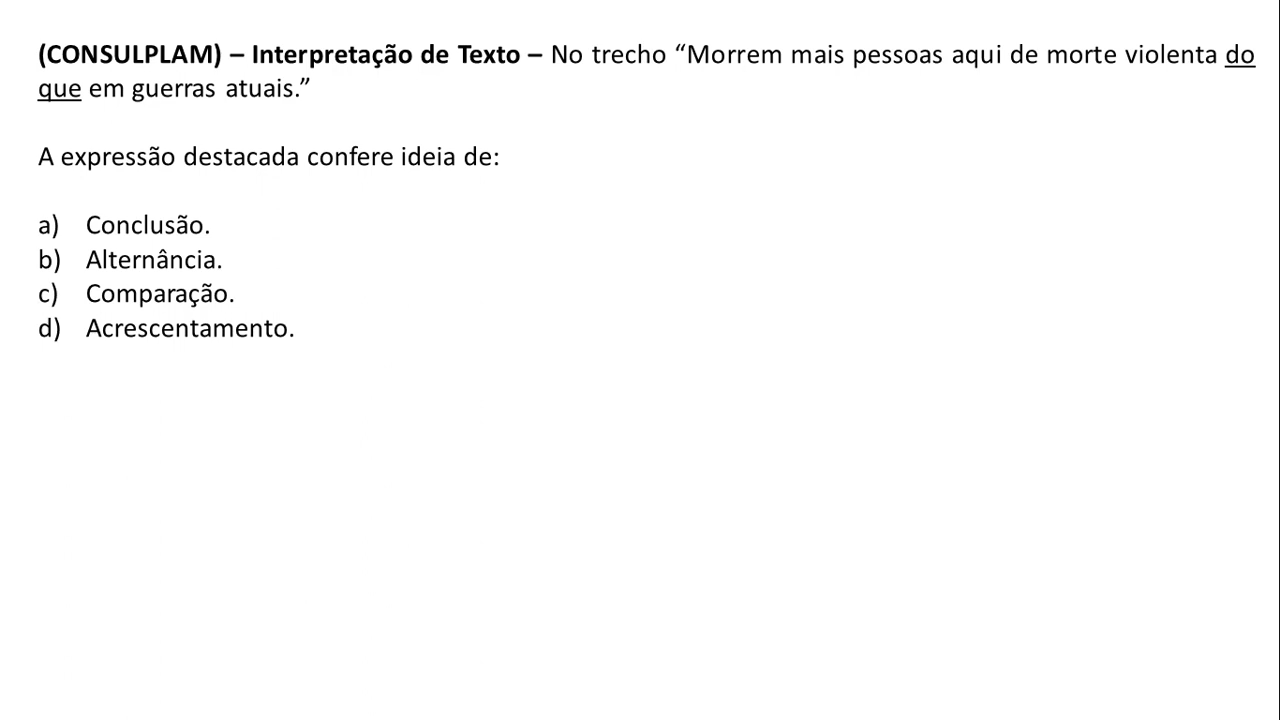 (CONSULPLAM) – Interpretação de Texto – No trecho “Morrem mais pessoas aqui de morte violenta do
que em guerras atuais.”
A expressão destacada confere ideia de:
a) Conclusão.
b) Alternância.
c) Comparação.
d) Acrescentamento.